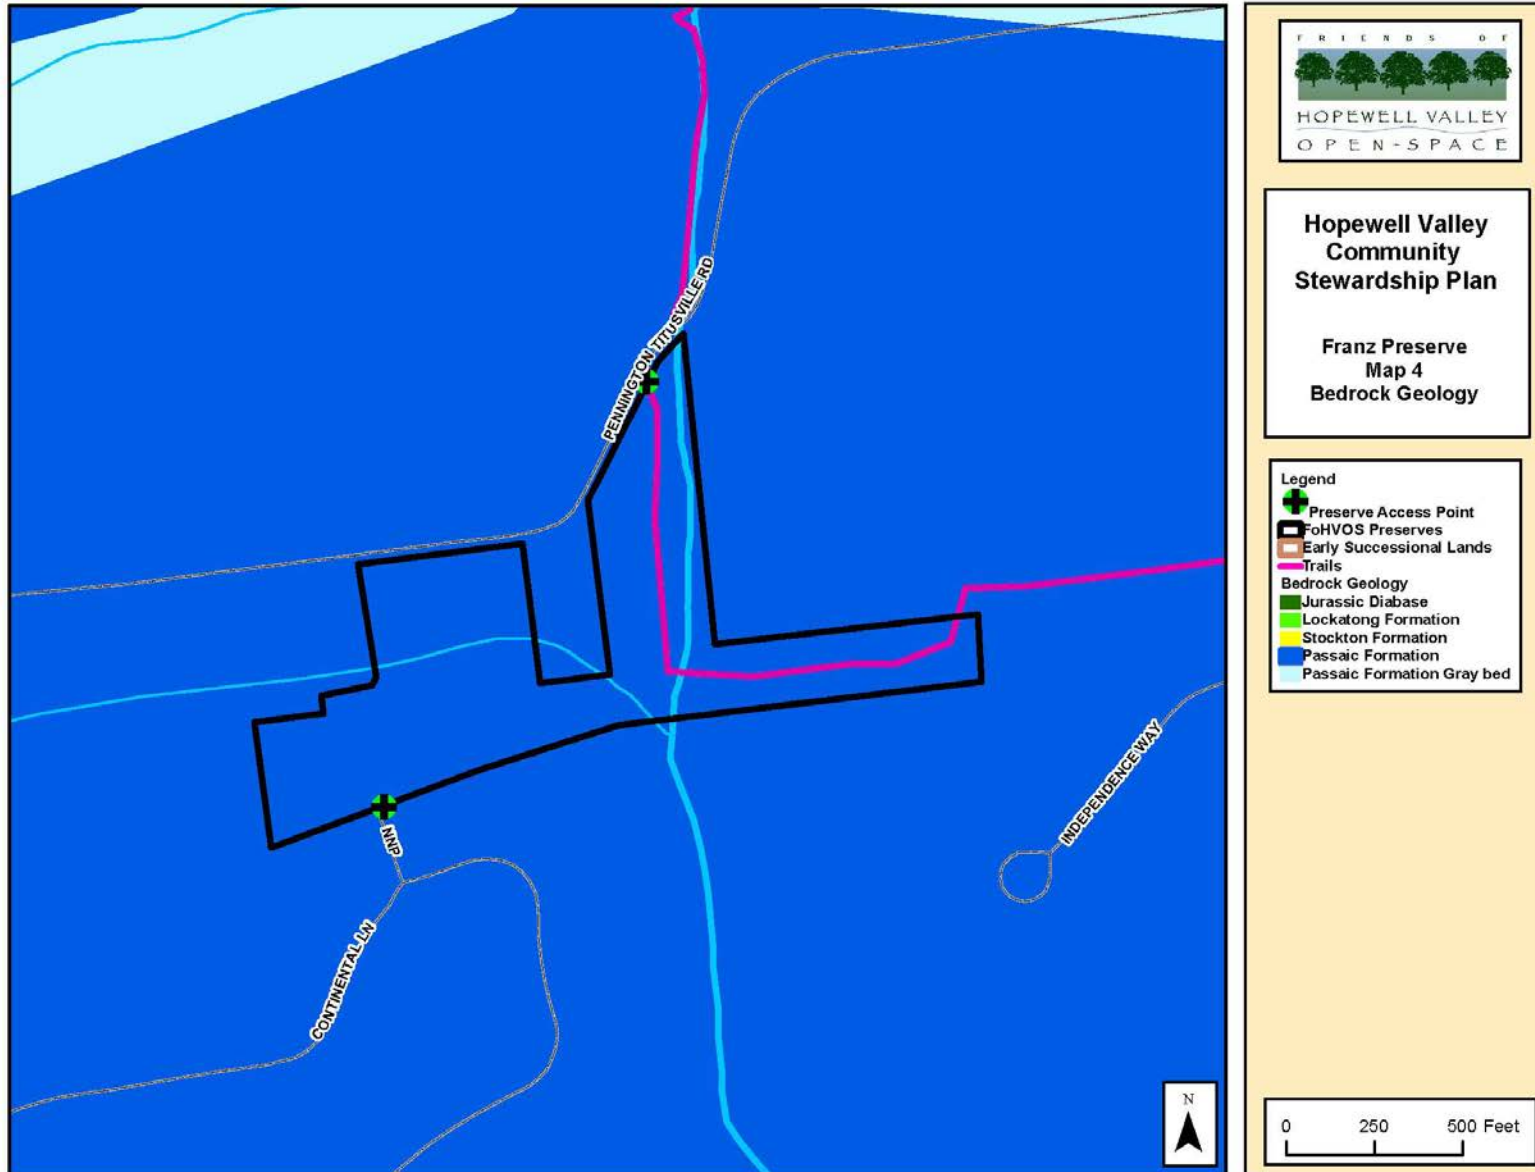 PENNINGTON TITUSVILLE RD
INDEPENDENCE WAY
NNP
CONTINENTAL LN
N
FRIENDS OF
HOPEWELL VALLEY
OPEN-SPACE
Hopewell Valley
Community
Stewardship Plan
Franz Preserve
Map 4
Bedrock Geology
Legend
Preserve Access Point
FoHVOS Preserves
Early Successional Lands
Trails
Bedrock Geology
Jurassic Diabase
Lockatong Formation
Stockton Formation
Passaic Formation
Passaic Formation Gray bed
0 250 500 Feet